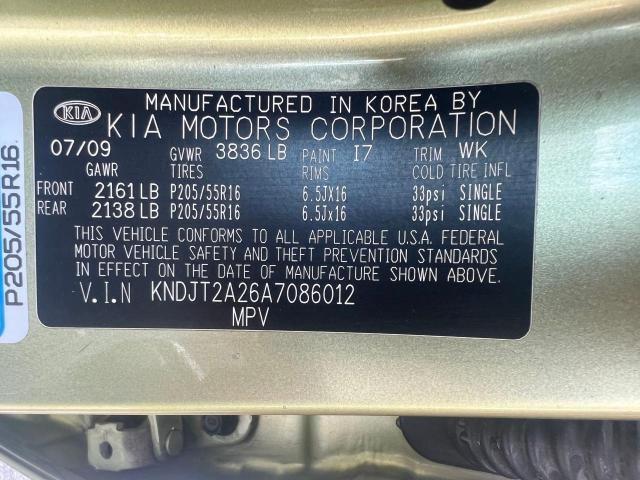 KIA
MANUFACTURED IN KOREA BY
KIA MOTORS CORPORATION
07/09 GVWR 3836 LB PAINT I7 TRIM WK
GAWR TIRES RIMS COLD TIRE INFL
FRONT 2161 LB P205/55R16 6.5JX16 33psi SINGLE
REAR 2138 LB P205/55R16 6.5Jx16 33psi SINGLE
THIS VEHICLE CONFORMS TO ALL APPLICABLE U.S.A. FEDERAL
MOTOR VEHICLE SAFETY AND THEFT PREVENTION STANDARDS
IN EFFECT ON THE DATE OF MANUFACTURE SHOWN ABOVE.
V.I.N KNDJT2A26A7086012
MPV
P205/55R16